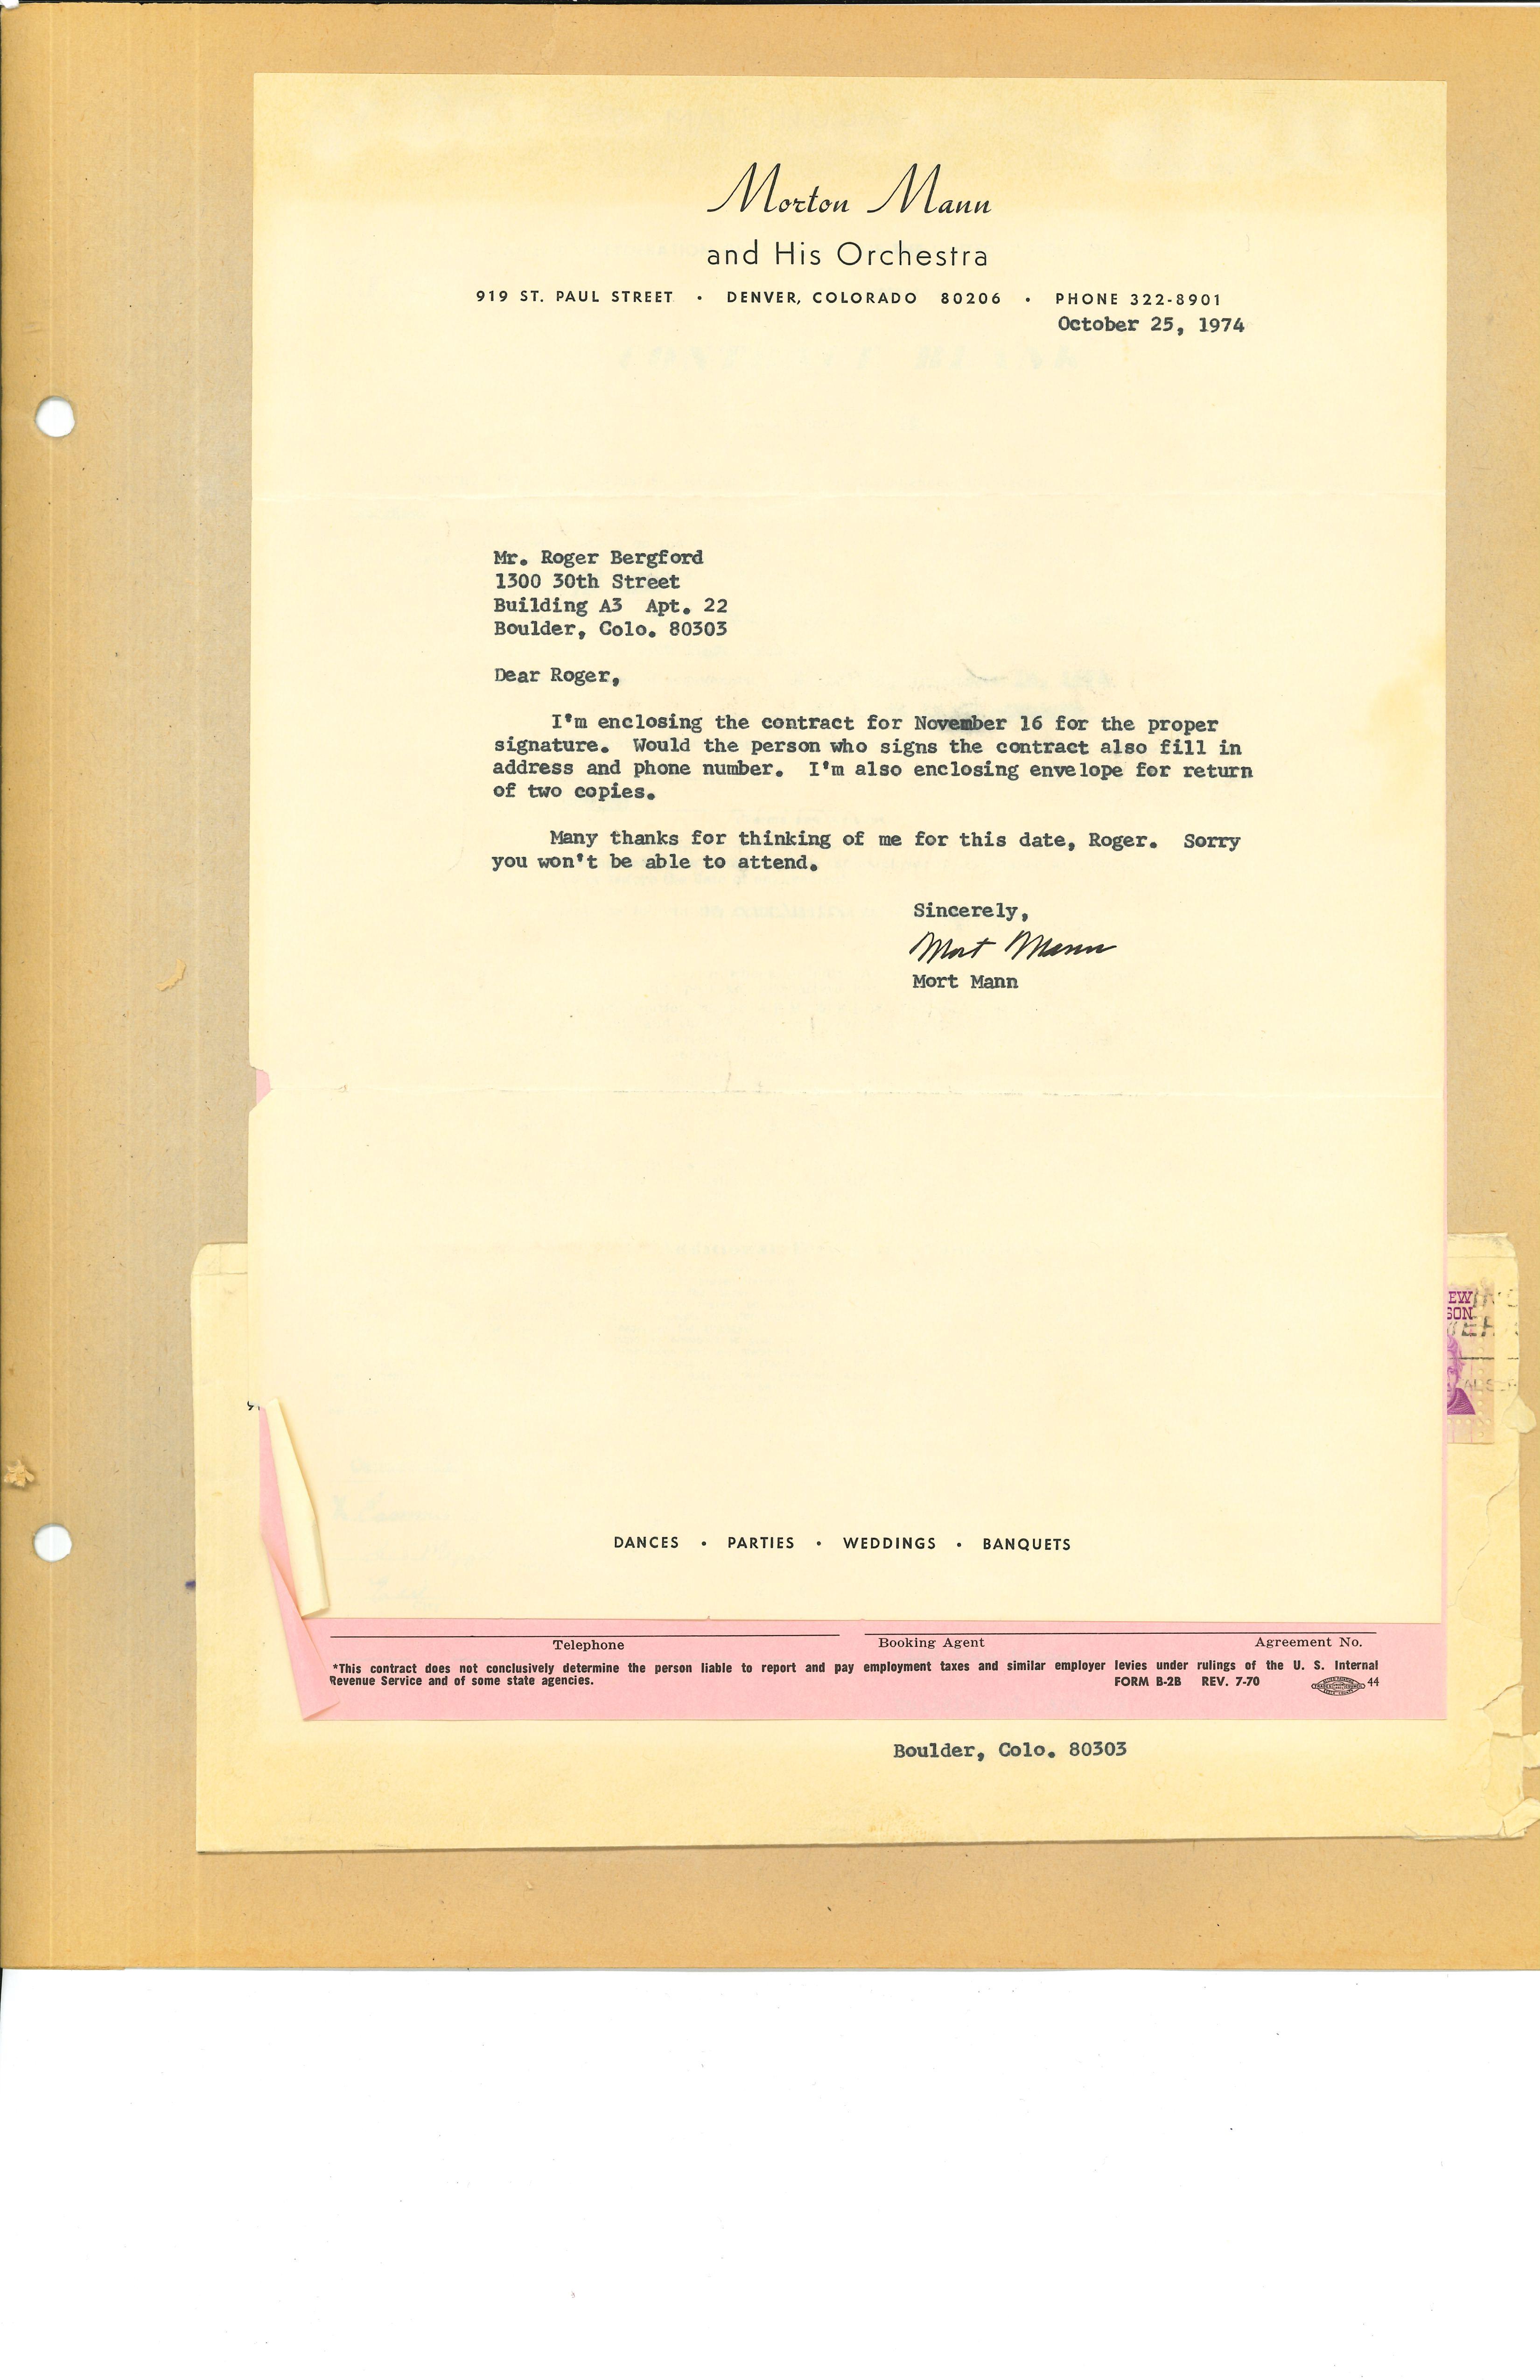 Morton Mann
and His Orchestra
919 ST. PAUL STREET • DENVER, COLORADO 80206 • PHONE 322-8901
October 25, 1974
Mr. Roger Bergford
1300 30th Street
Building A3 Apt. 22
Boulder, Colo. 80303
Dear Roger,
I'm enclosing the contract for November 16 for the proper
signature. Would the person who signs the contract also fill in
address and phone number. I'm also enclosing envelope for return
of two copies.
Many thanks for thinking of me for this date, Roger. Sorry
you won't be able to attend.
Sincerely,
Mort Mann
Mort Mann
EW
SON
DANCES • PARTIES • WEDDINGS • BANQUETS
Telephone Booking Agent Agreement No.
*This contract does not conclusively determine the person liable to report and pay employment taxes and similar employer levies under rulings of the U. S. Internal
Revenue Service and of some state agencies. FORM B-2B REV. 7-70 44
Boulder, Colo. 80303